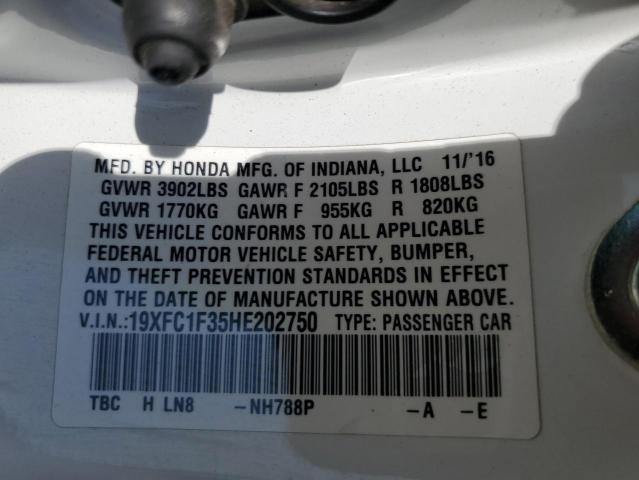 MFD. BY HONDA MFG. OF INDIANA, LLC 11/'16
GVWR 3902LBS GAWR F 2105LBS R 1808LBS
GVWR 1770KG GAWR F 955KG R 820KG
THIS VEHICLE CONFORMS TO ALL APPLICABLE
FEDERAL MOTOR VEHICLE SAFETY, BUMPER,
AND THEFT PREVENTION STANDARDS IN EFFECT
ON THE DATE OF MANUFACTURE SHOWN ABOVE.
V.I.N.:19XFC1F35HE202750 TYPE: PASSENGER CAR
TBC H LN8 -NH788P -A -E